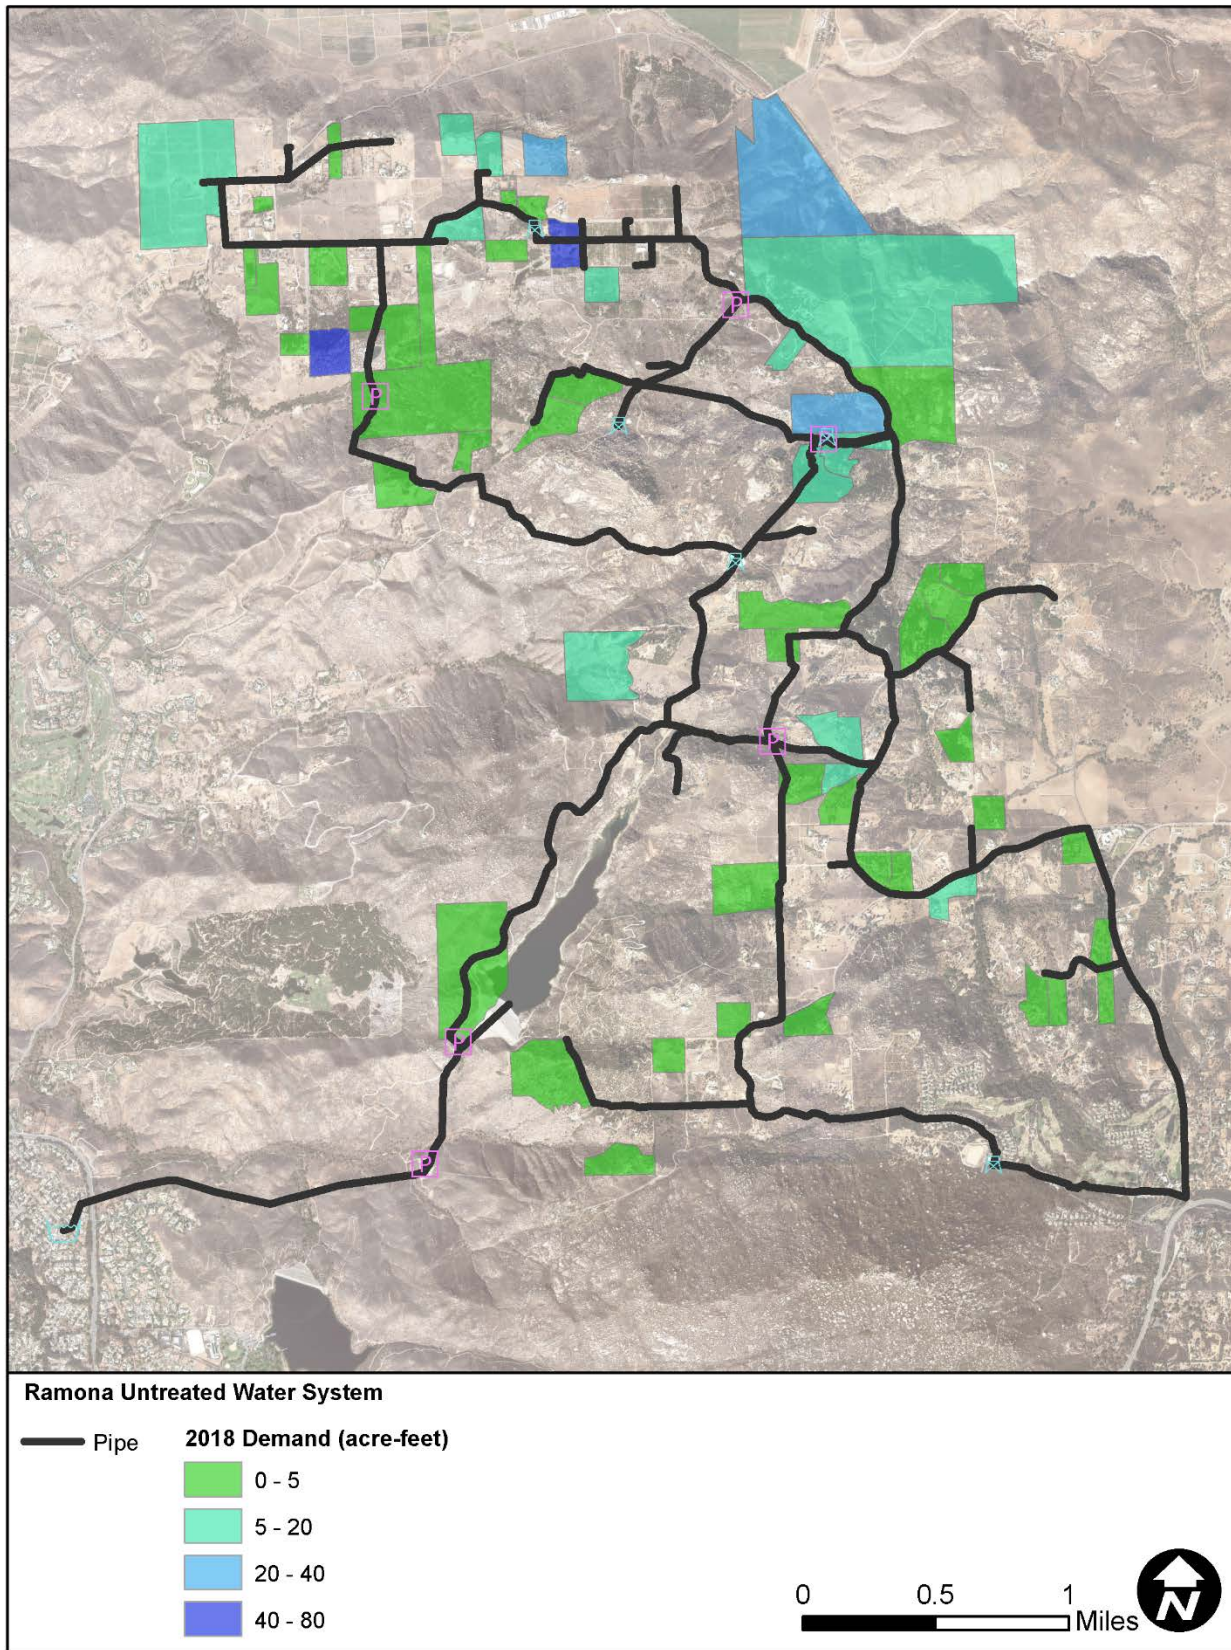 P
P
P
P
P
P
Ramona Untreated Water System
Pipe
2018 Demand (acre-feet)
0 - 5
5 - 20
20 - 40
40 - 80
0 0.5 1
Miles
N